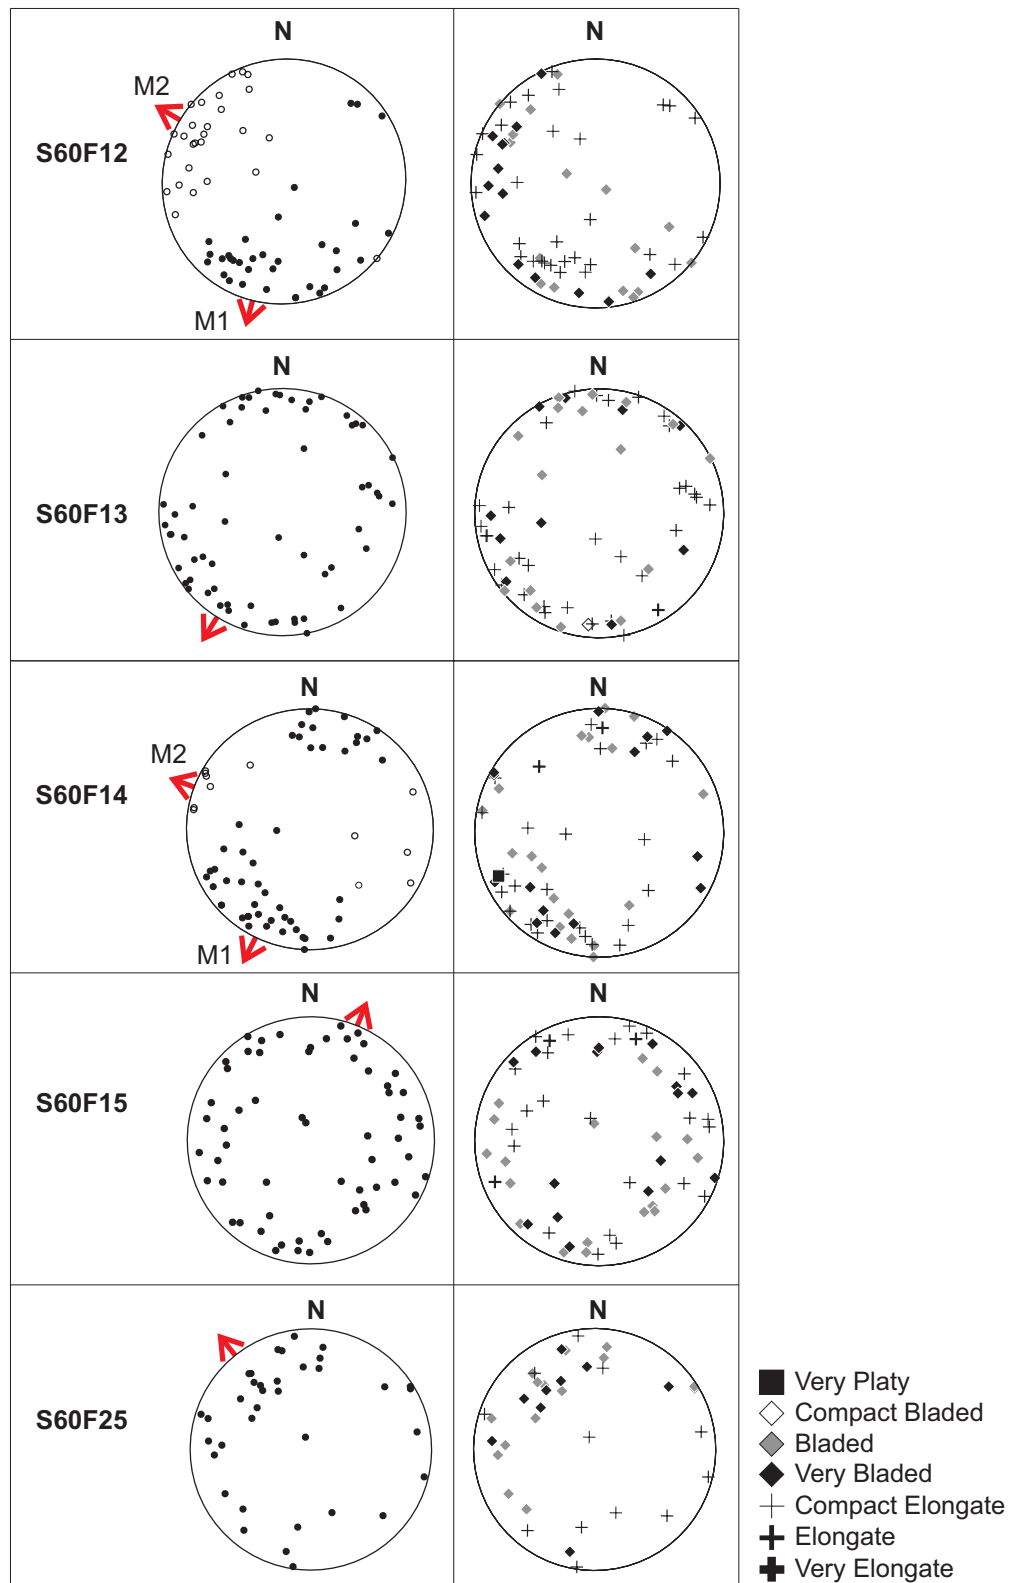 N N
M2
S60F12
M1
N N
S60F13
N N
M2
S60F14
M1
N N
S60F15
N N
S60F25
Very Platy
Compact Bladed
Bladed
Very Bladed
Compact Elongate
Elongate
Very Elongate